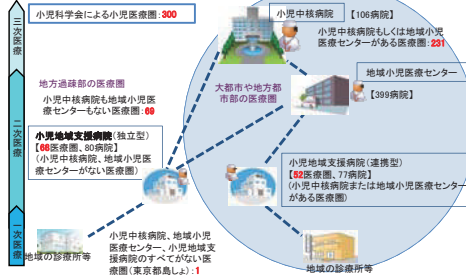 三次医療
小児科学会による小児医療圏:300
小児中核病院 【106病院】
小児中核病院もしくは地域小児医
療センターがある医療圏:231
地域小児医療センター
【399病院】
地方過疎部の医療圏
小児中核病院も地域小児医
療センターもない医療圏:69
大都市や地方都
市部の医療圏
二次医療
小児地域支援病院(独立型)
【68医療圏、80病院】
(小児中核病院、地域小児医
療センターがない医療圏)
小児地域支援病院(連携型)
【52医療圏、77病院】
(小児中核病院または地域小児医療センター
がある医療圏)
一次医療
地域の診療所等
小児中核病院、地域小児
医療センター、小児地域支
援病院のすべてがない医
療圏(東京都島しょ):1
地域の診療所等